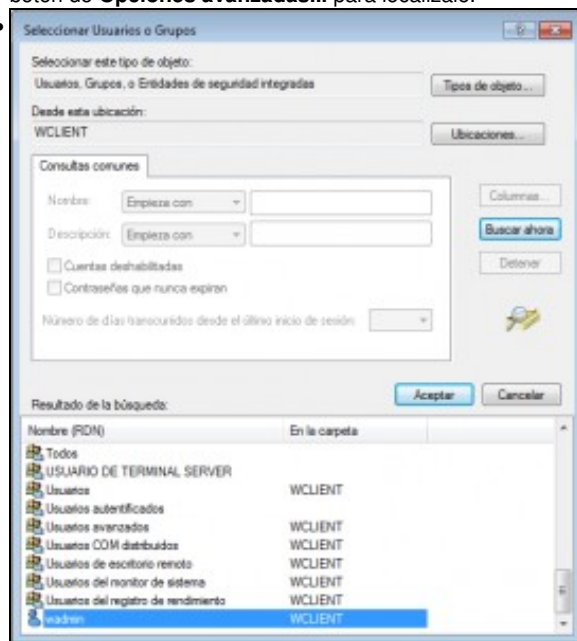 botón de Opciones avanzadas... para localizarlo.
Seleccionar Usuarios o Grupos
Seleccionar este tipo de objeto:
Usuarios, Grupos, o Entidades de seguridad integradas
Tipos de objeto...
Desde esta ubicación:
WCLIENT
Ubicaciones...
Consultas comunes
Nombre:
Empieza con
Columnas...
Descripción:
Empieza con
Buscar ahora
Cuentas deshabilitadas
Detener
Contraseñas que nunca expiran
Número de días transcurridos desde el último inicio de sesión:
Aceptar
Cancelar
Resultado de la búsqueda:
Nombre (RDN) En la carpeta
Todos
USUARIO DE TERMINAL SERVER
Usuarios WCLIENT
Usuarios autentificados
Usuarios avanzados WCLIENT
Usuarios COM distribuidos WCLIENT
Usuarios de escritorio remoto WCLIENT
Usuarios del monitor de sistema WCLIENT
Usuarios del registro de rendimiento WCLIENT
wadmin WCLIENT